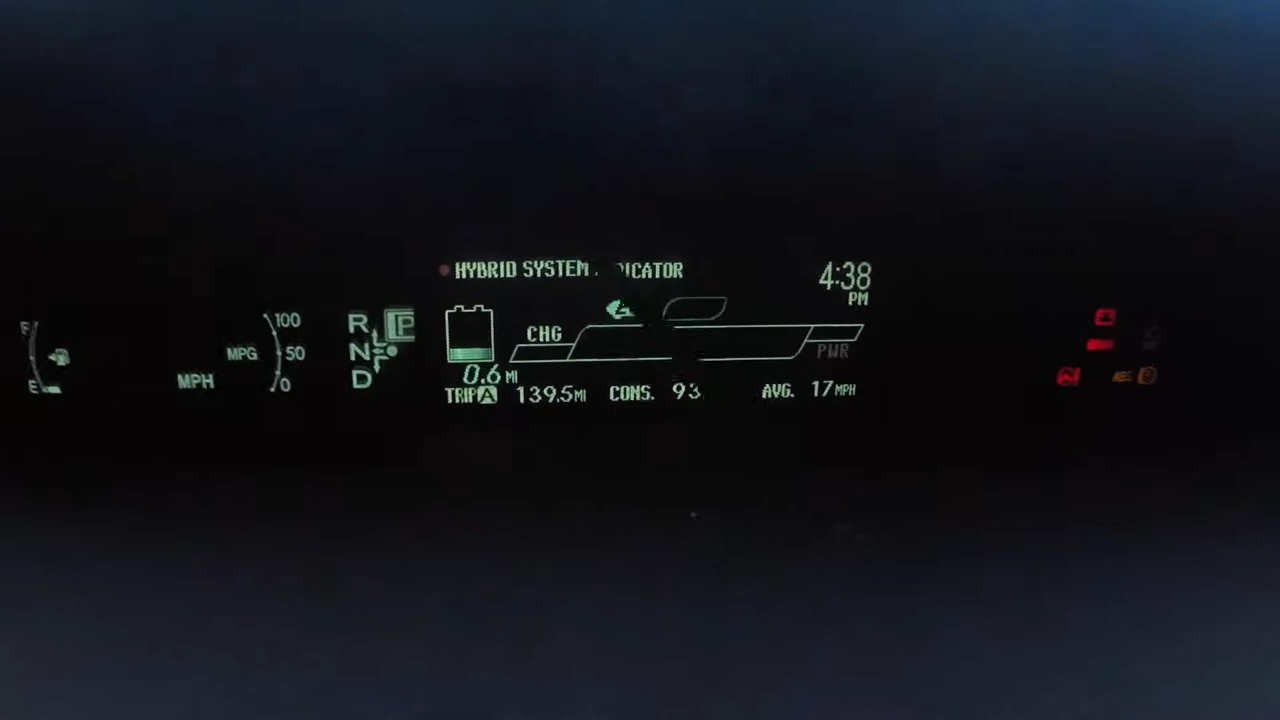 HYBRID SYSTEM
4:38
PM
F
E
MPH
MPG
100
50
0
R
N
D
P
CHG
PWR
0.6 MI
TRIP A 139.5 MI CONS. 93 AVG. 17 MPH
ABS